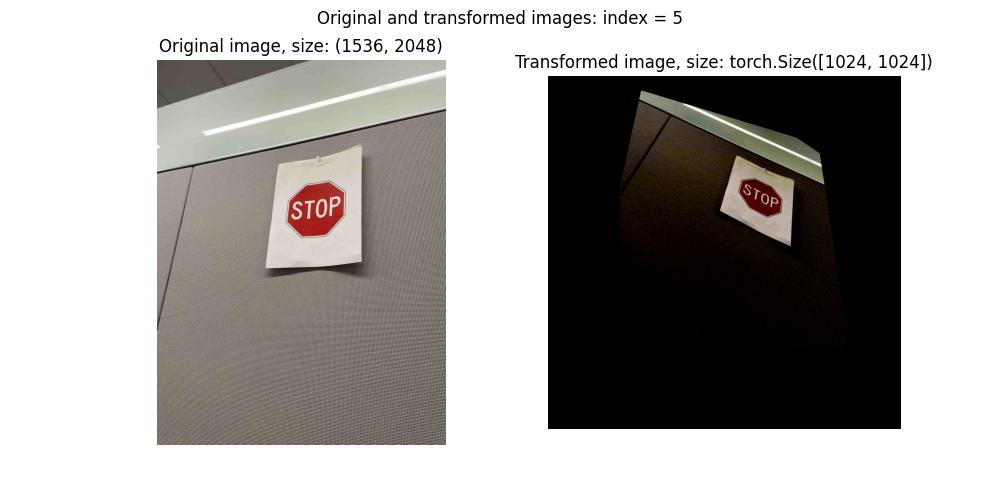 Original and transformed images: index = 5
Original image, size: (1536, 2048)
Transformed image, size: torch.Size([1024, 1024])
STOP
STOP